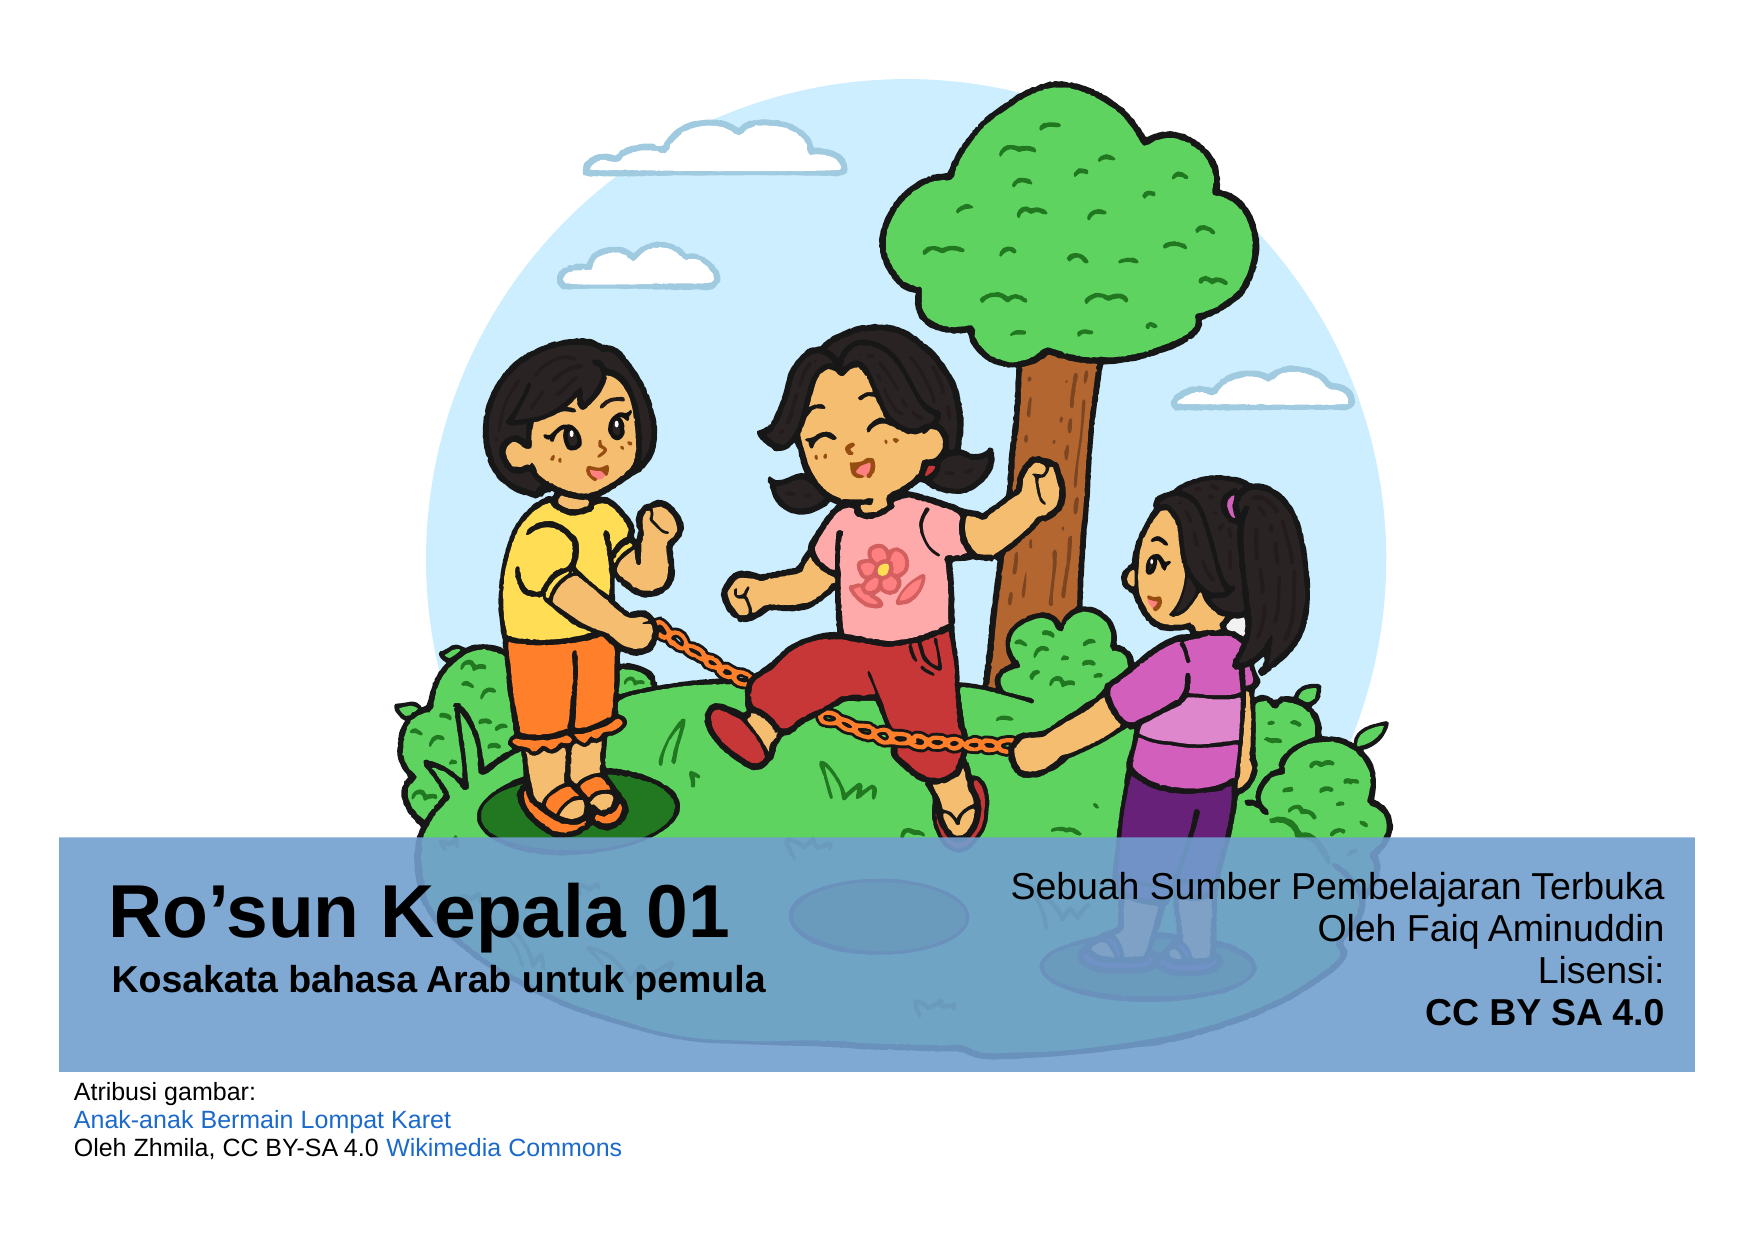 Ro’sun Kepala 01
Kosakata bahasa Arab untuk pemula
Sebuah Sumber Pembelajaran Terbuka
Oleh Faiq Aminuddin
Lisensi:
CC BY SA 4.0
Atribusi gambar:
Anak-anak Bermain Lompat Karet
Oleh Zhmila, CC BY-SA 4.0 Wikimedia Commons